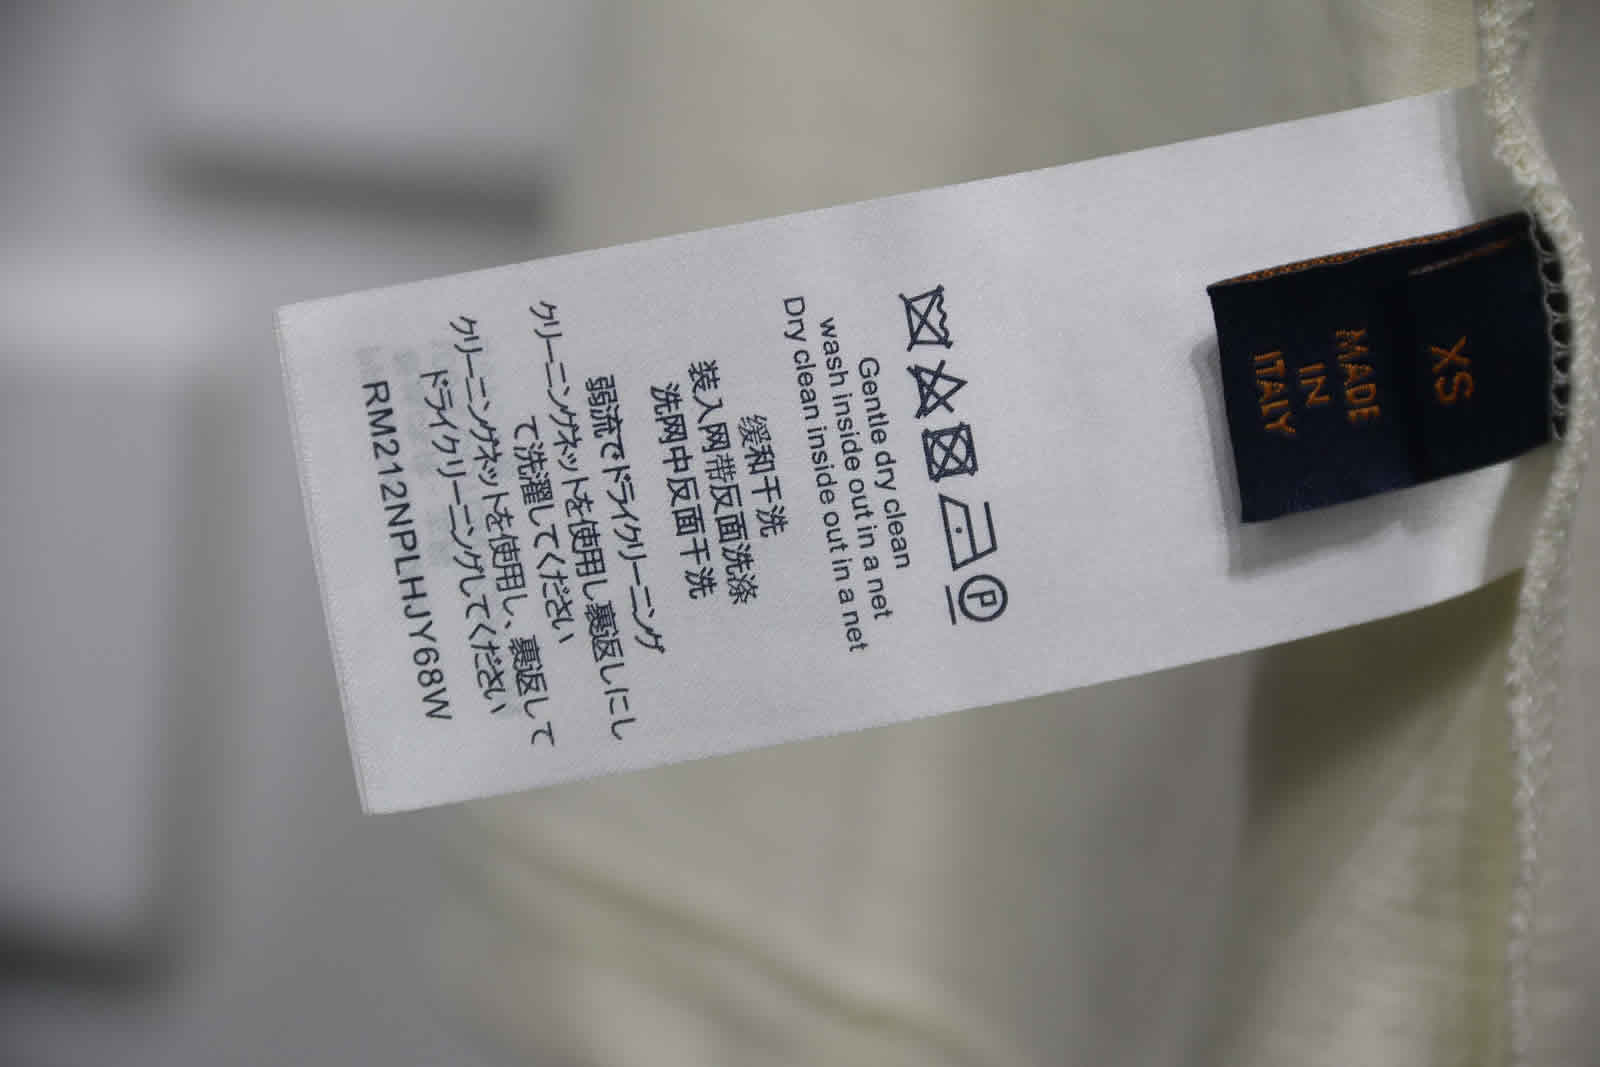 XS
MADE
IN
ITALY
P
Gentle dry clean
wash inside out in a net
Dry clean inside out in a net
缓和干洗
装入网带反面洗涤
洗网中反面干洗
弱流でドライクリーニング
クリーニングネットを使用し裏返しにし
て洗濯してください
クリーニングネットを使用し、裏返して
ドライクリーニングしてください
RM212NPLHJY68W